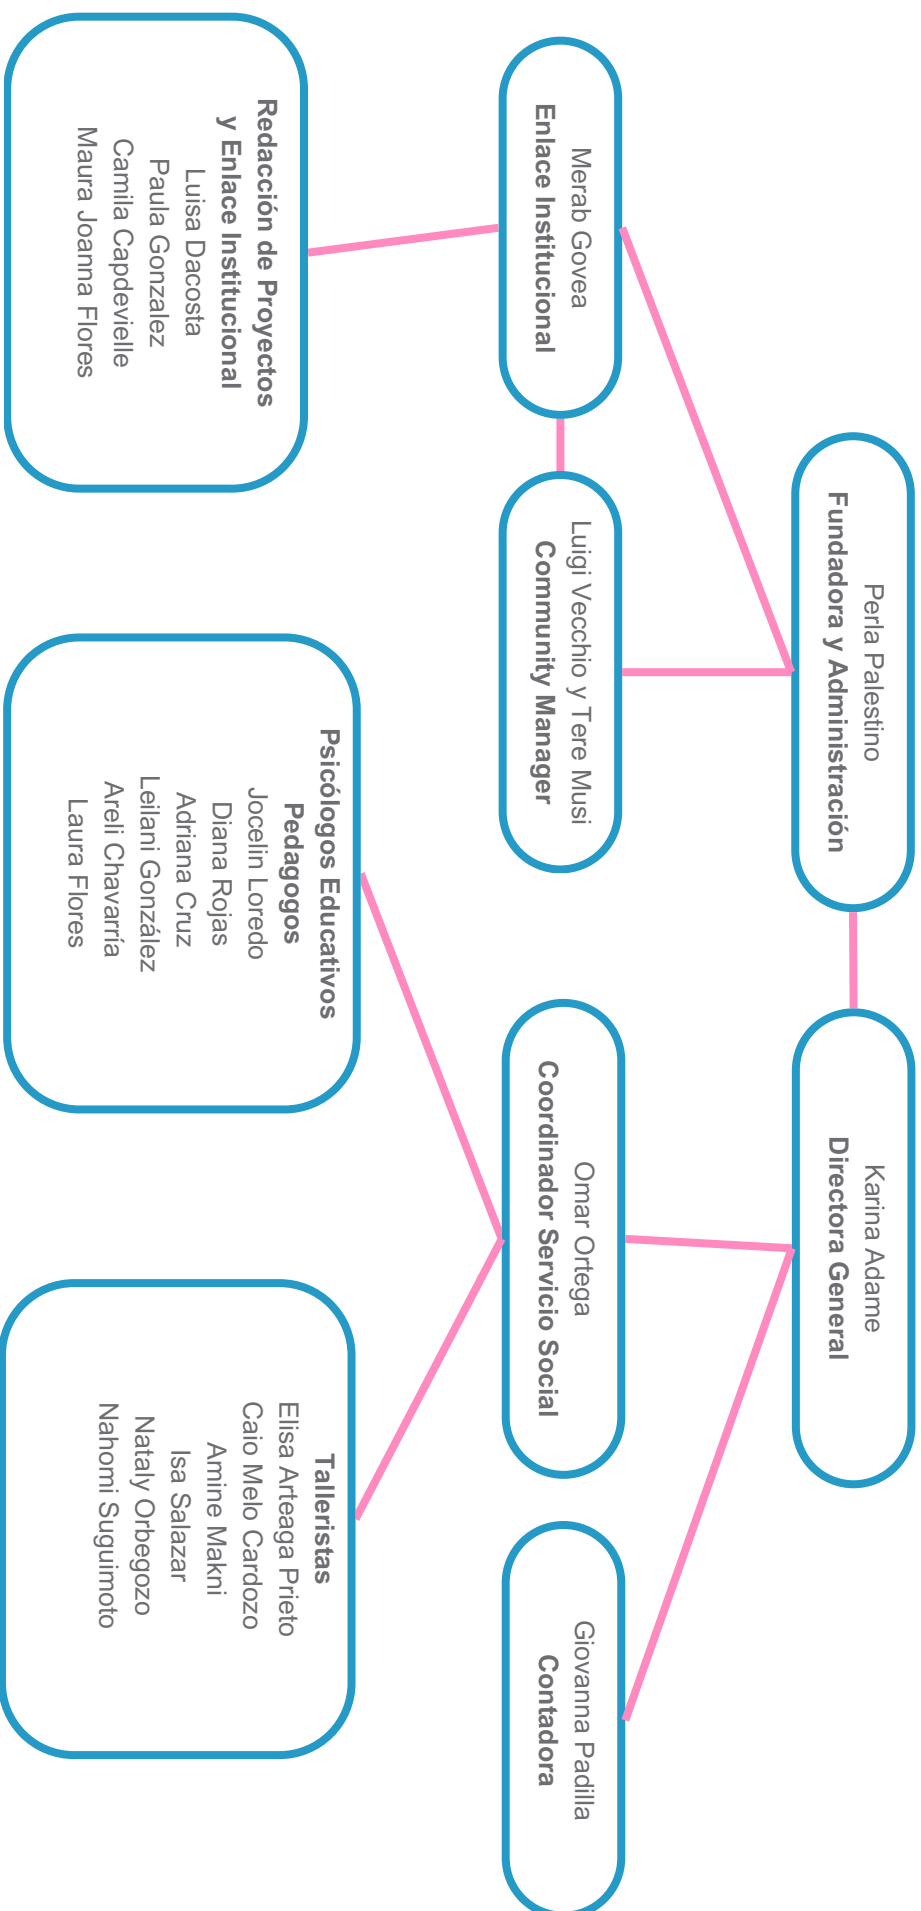 Perla Palestino
Fundadora y Administración
Karina Adame
Directora General
Merab Govea
Enlace Institucional
Luigi Vecchio y Tere Musi
Community Manager
Omar Ortega
Coordinador Servicio Social
Giovanna Padilla
Contadora
Redacción de Proyectos
y Enlace Institucional
Luisa Dacosta
Paula Gonzalez
Camila Capdevielle
Maura Joanna Flores
Psicólogos Educativos
Pedagogos
Jocelin Loredo
Diana Rojas
Adriana Cruz
Leilani González
Areli Chavarría
Laura Flores
Talleristas
Elisa Arteaga Prieto
Caio Melo Cardozo
Amine Makni
Isa Salazar
Nataly Orbegozo
Nahomi Suguimoto